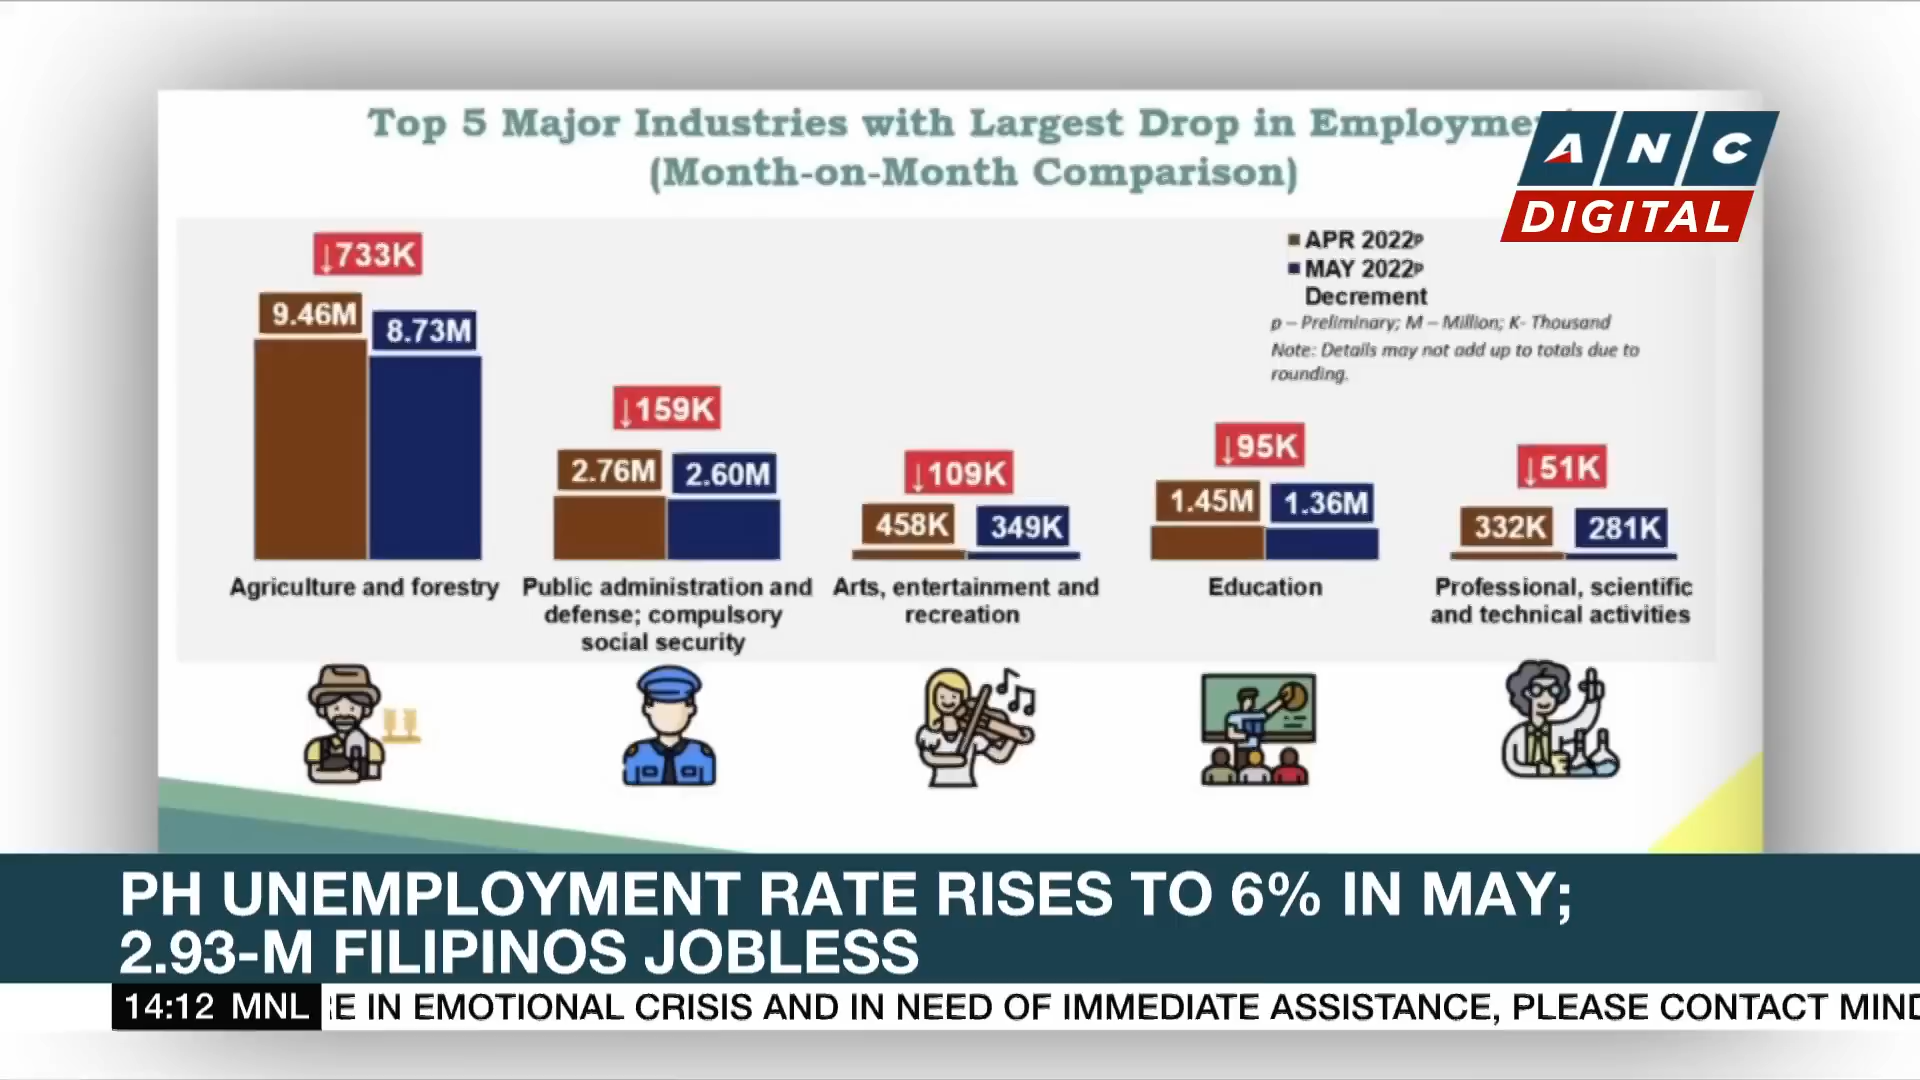 Top 5 Major Industries with Largest Drop in
(Month-on-Month Comparison)
ANC
DIGITAL
APR 2022ᵖ
MAY 2022ᵖ
Decrement
p – Preliminary; M – Million; K- Thousand
Note: Details may not add up to totals due to
rounding.
↓733K
9.46M
8.73M
↓159K
2.76M
2.60M
↓109K
458K
349K
↓95K
1.45M
1.36M
↓51K
332K
281K
Agriculture and forestry
Public administration and
defense; compulsory
social security
Arts, entertainment and
recreation
Education
Professional, scientific
and technical activities
PH UNEMPLOYMENT RATE RISES TO 6% IN MAY;
2.93-M FILIPINOS JOBLESS
14:12 MNL
IN EMOTIONAL CRISIS AND IN NEED OF IMMEDIATE ASSISTANCE, PLEASE CONTACT